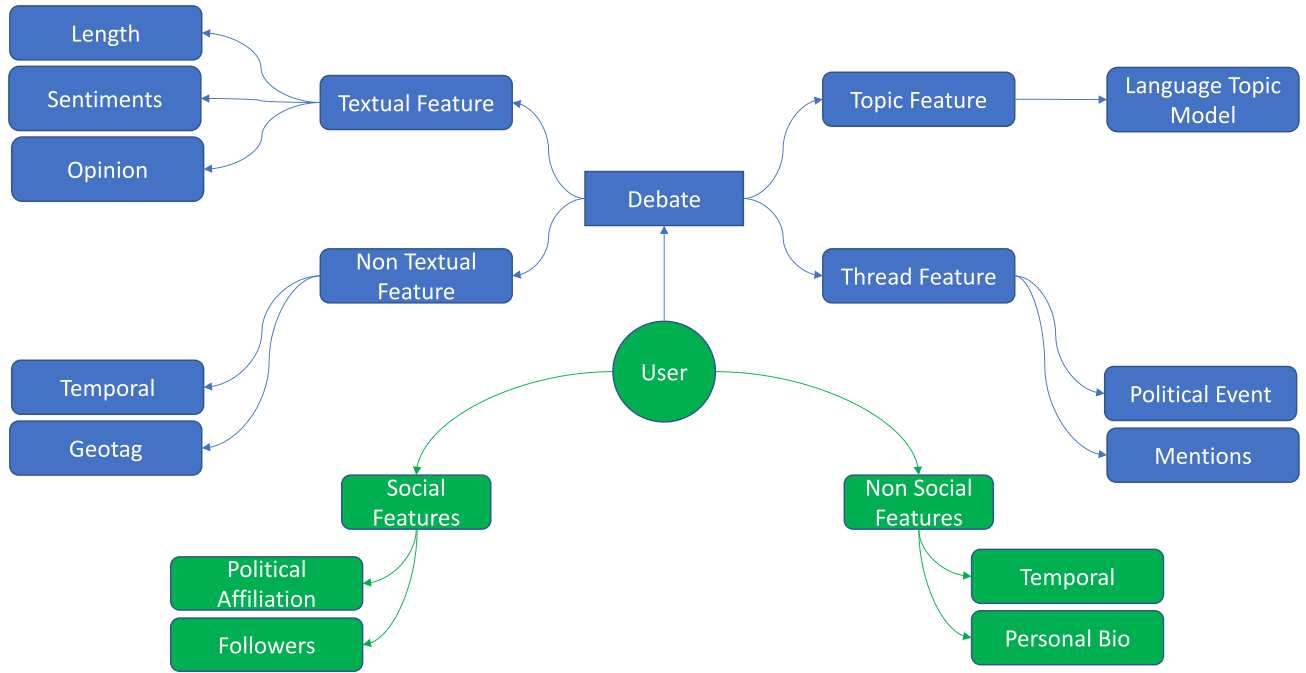 Length
Sentiments
Opinion
Textual Feature
Topic Feature
Language Topic
Model
Debate
Non Textual
Feature
Thread Feature
Temporal
Geotag
User
Political Event
Mentions
Social
Features
Non Social
Features
Political
Affiliation
Followers
Temporal
Personal Bio